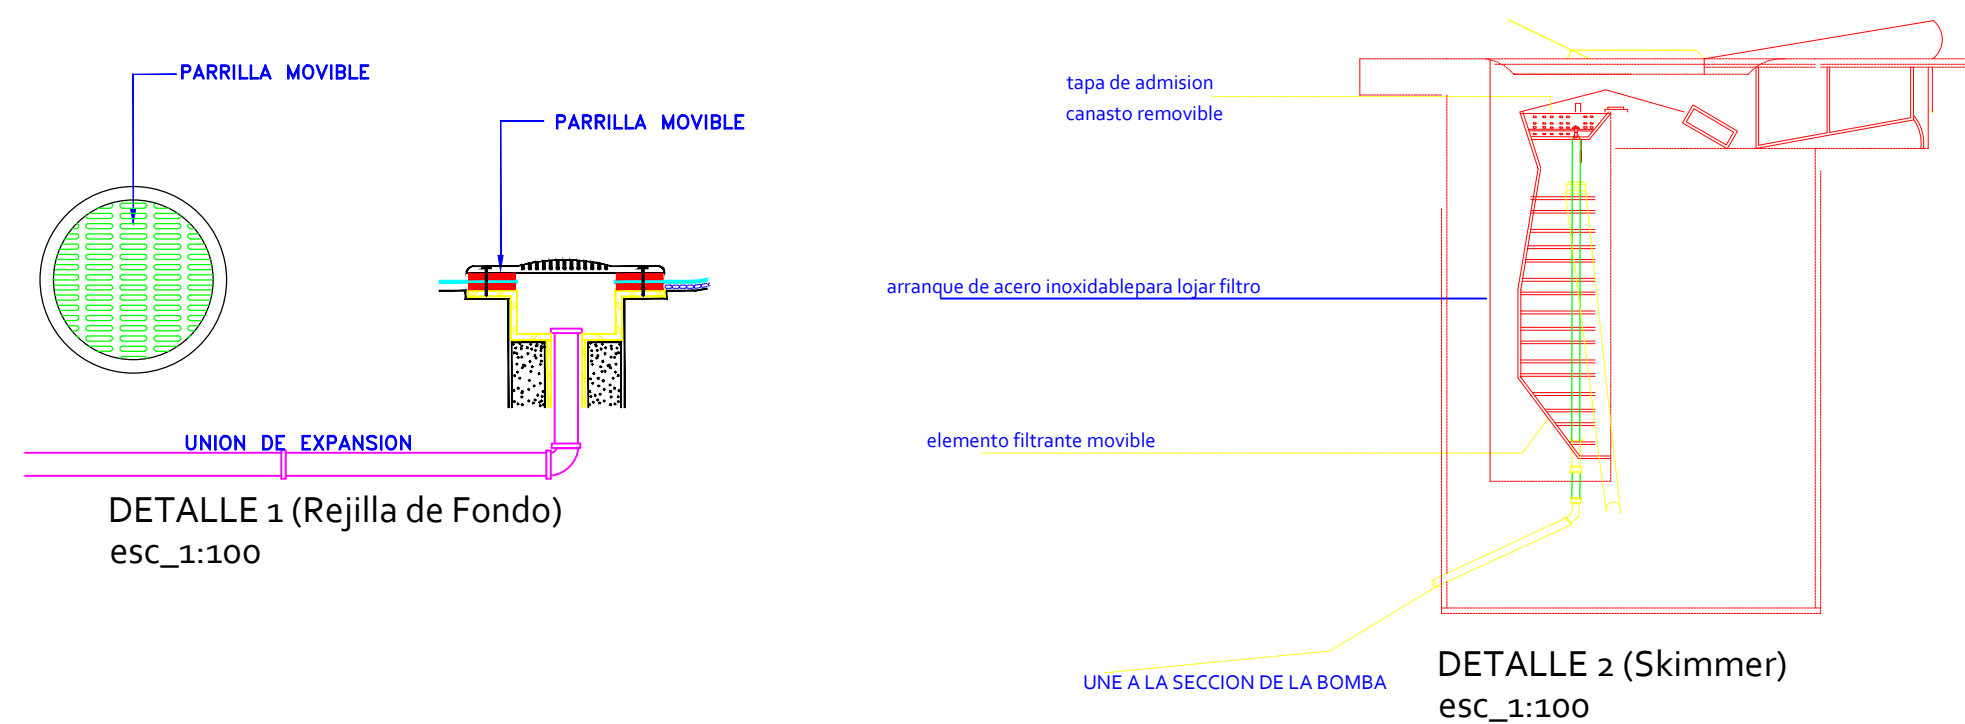 PARRILLA MOVIBLE
PARRILLA MOVIBLE
UNION DE EXPANSION
DETALLE 1 (Rejilla de Fondo)
esc_1:100
tapa de admision
canasto removible
arranque de acero inoxidablepara lojar filtro
elemento filtrante movible
UNE A LA SECCION DE LA BOMBA
DETALLE 2 (Skimmer)
esc_1:100